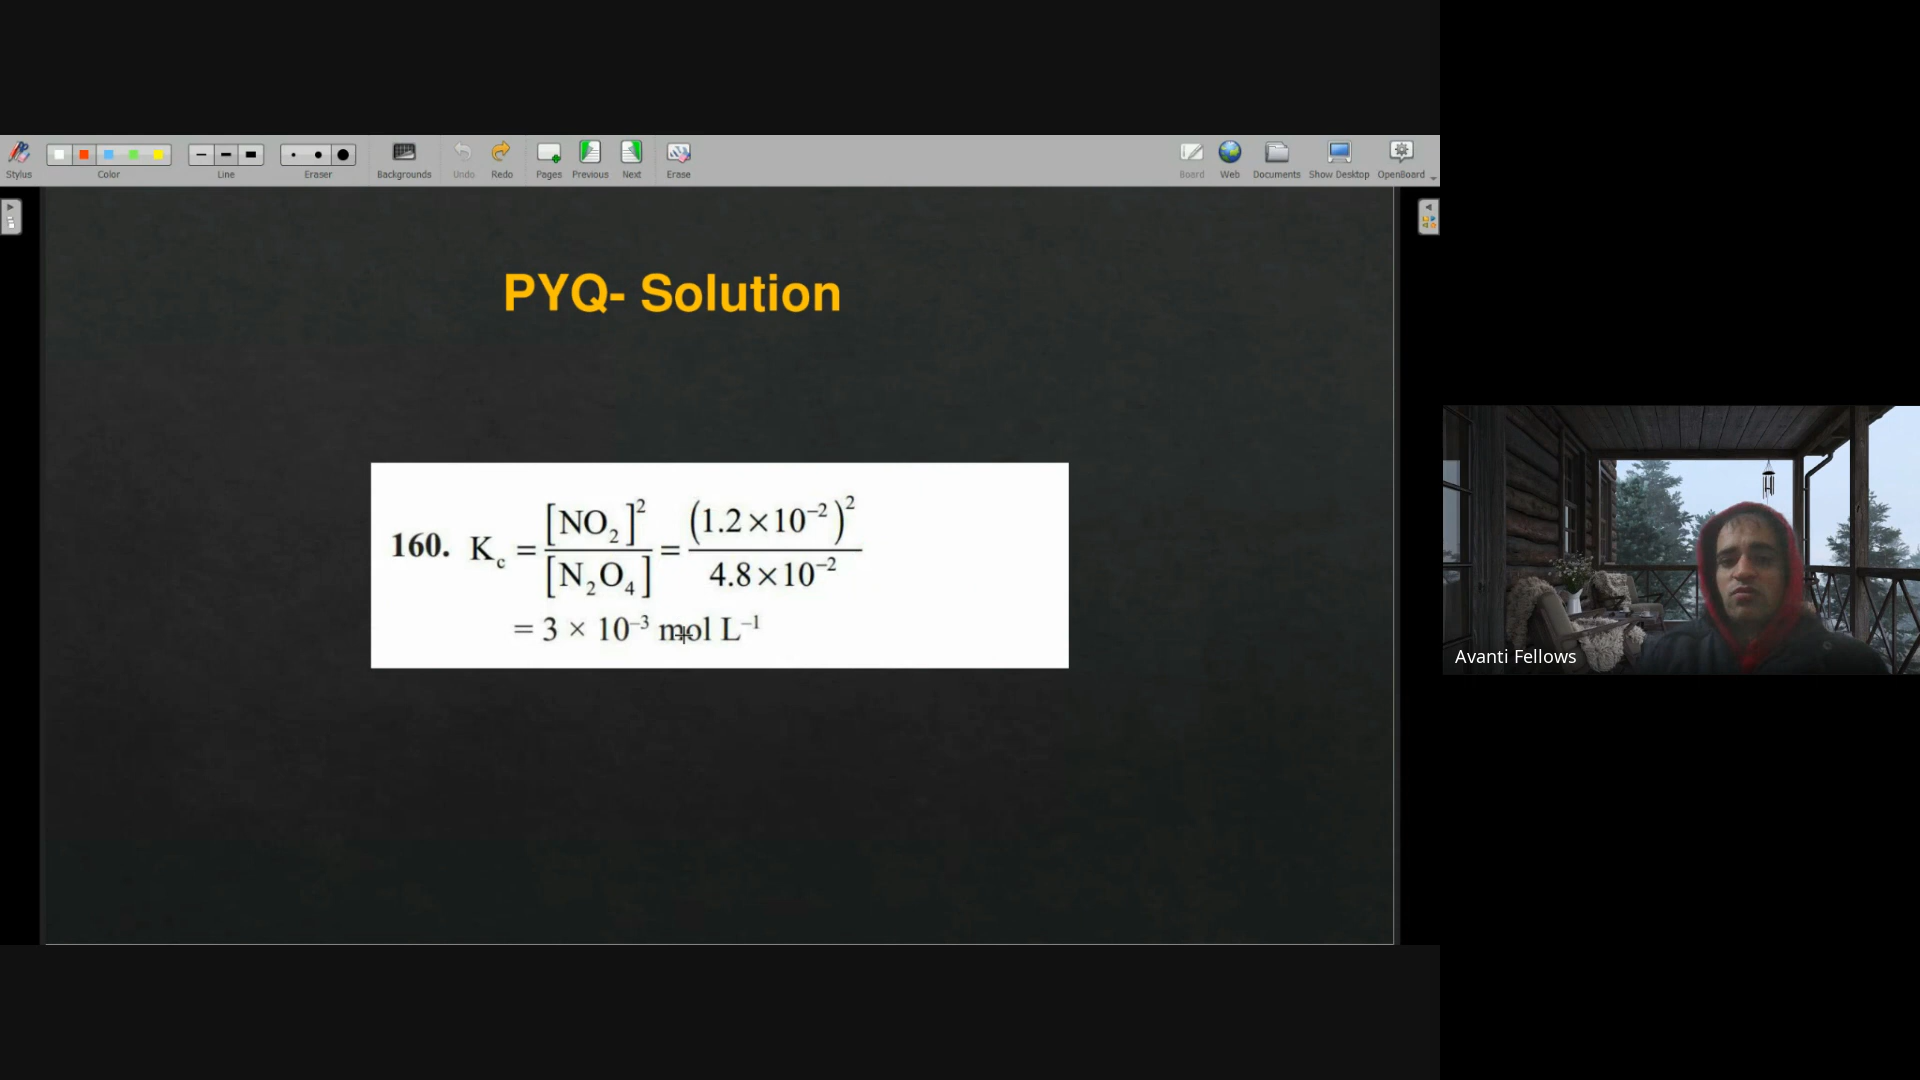 Stylus Color Line Eraser Backgrounds Undo Redo Pages Previous Next Erase Board Web Documents Show Desktop OpenBoard
PYQ- Solution
160. K_c = [NO₂]² / [N₂O₄] = (1.2×10⁻²)² / 4.8×10⁻²
= 3 × 10⁻³ mol L⁻¹
Avanti Fellows